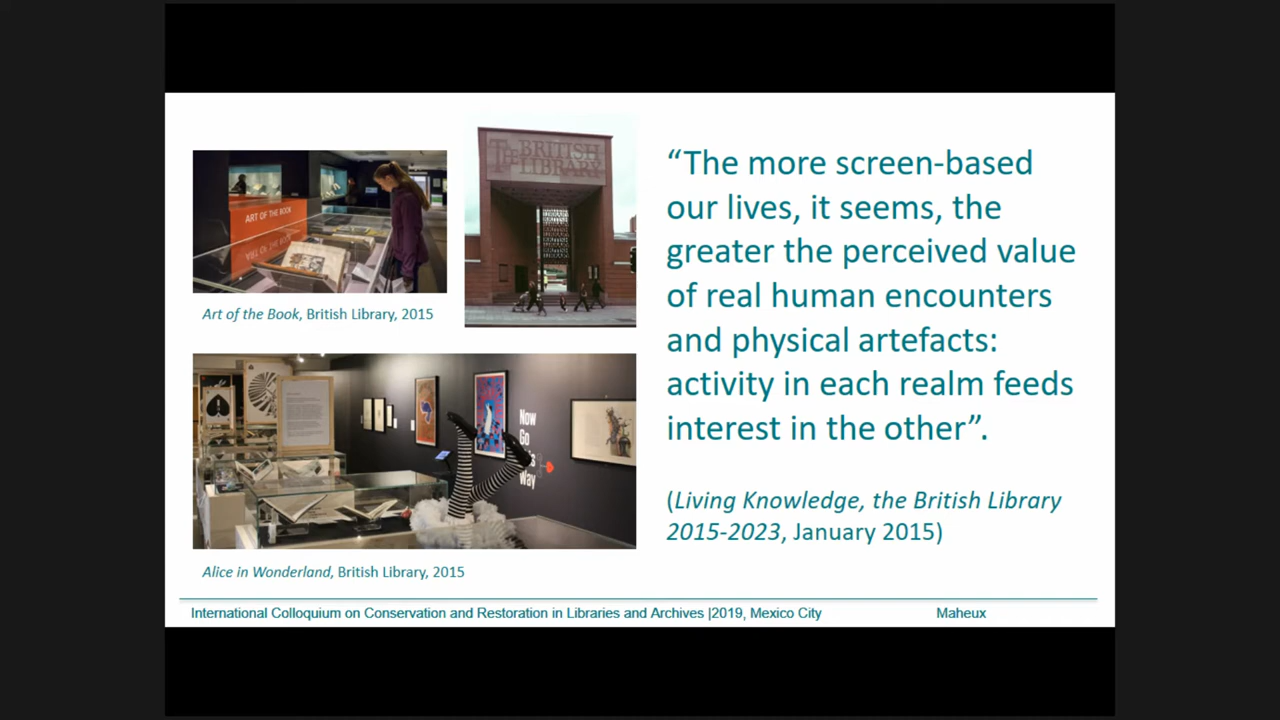 THE BRITISH
LIBRARY
ART OF THE BOOK
Art of the Book, British Library, 2015
Now
Go
Way
Alice in Wonderland, British Library, 2015
“The more screen-based
our lives, it seems, the
greater the perceived value
of real human encounters
and physical artefacts:
activity in each realm feeds
interest in the other”.
(Living Knowledge, the British Library
2015-2023, January 2015)
International Colloquium on Conservation and Restoration in Libraries and Archives |2019, Mexico City
Maheux